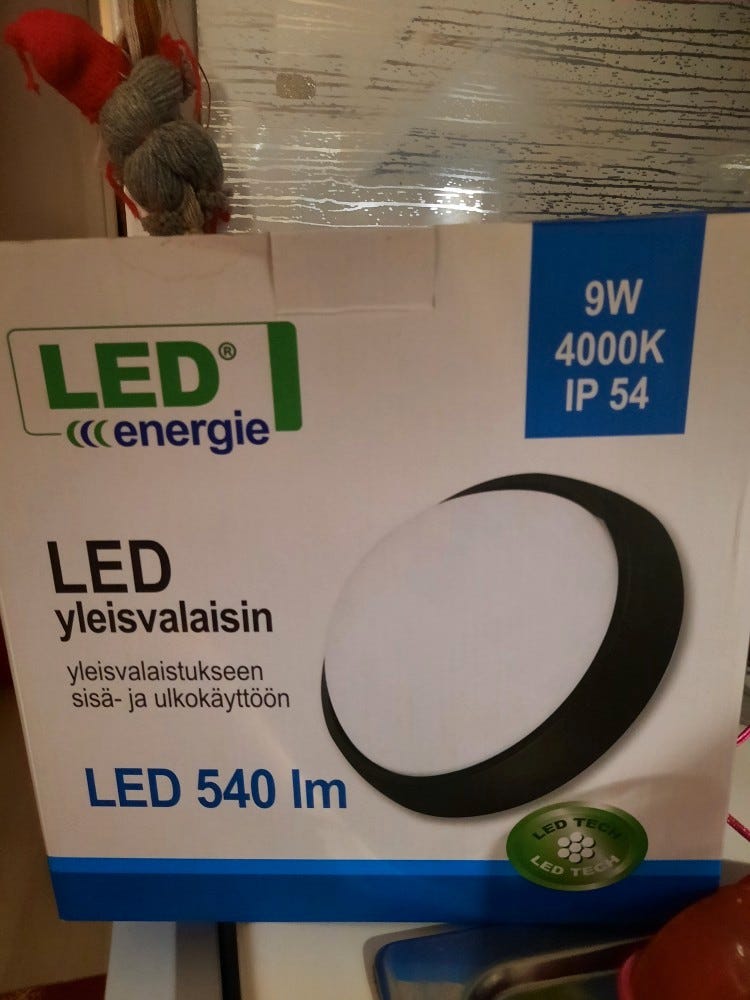 9W
4000K
IP 54
LED®
energie
LED
yleisvalaisin
yleisvalaistukseen
sisä- ja ulkokäyttöön
LED 540 lm
LED TECH
LED TECH